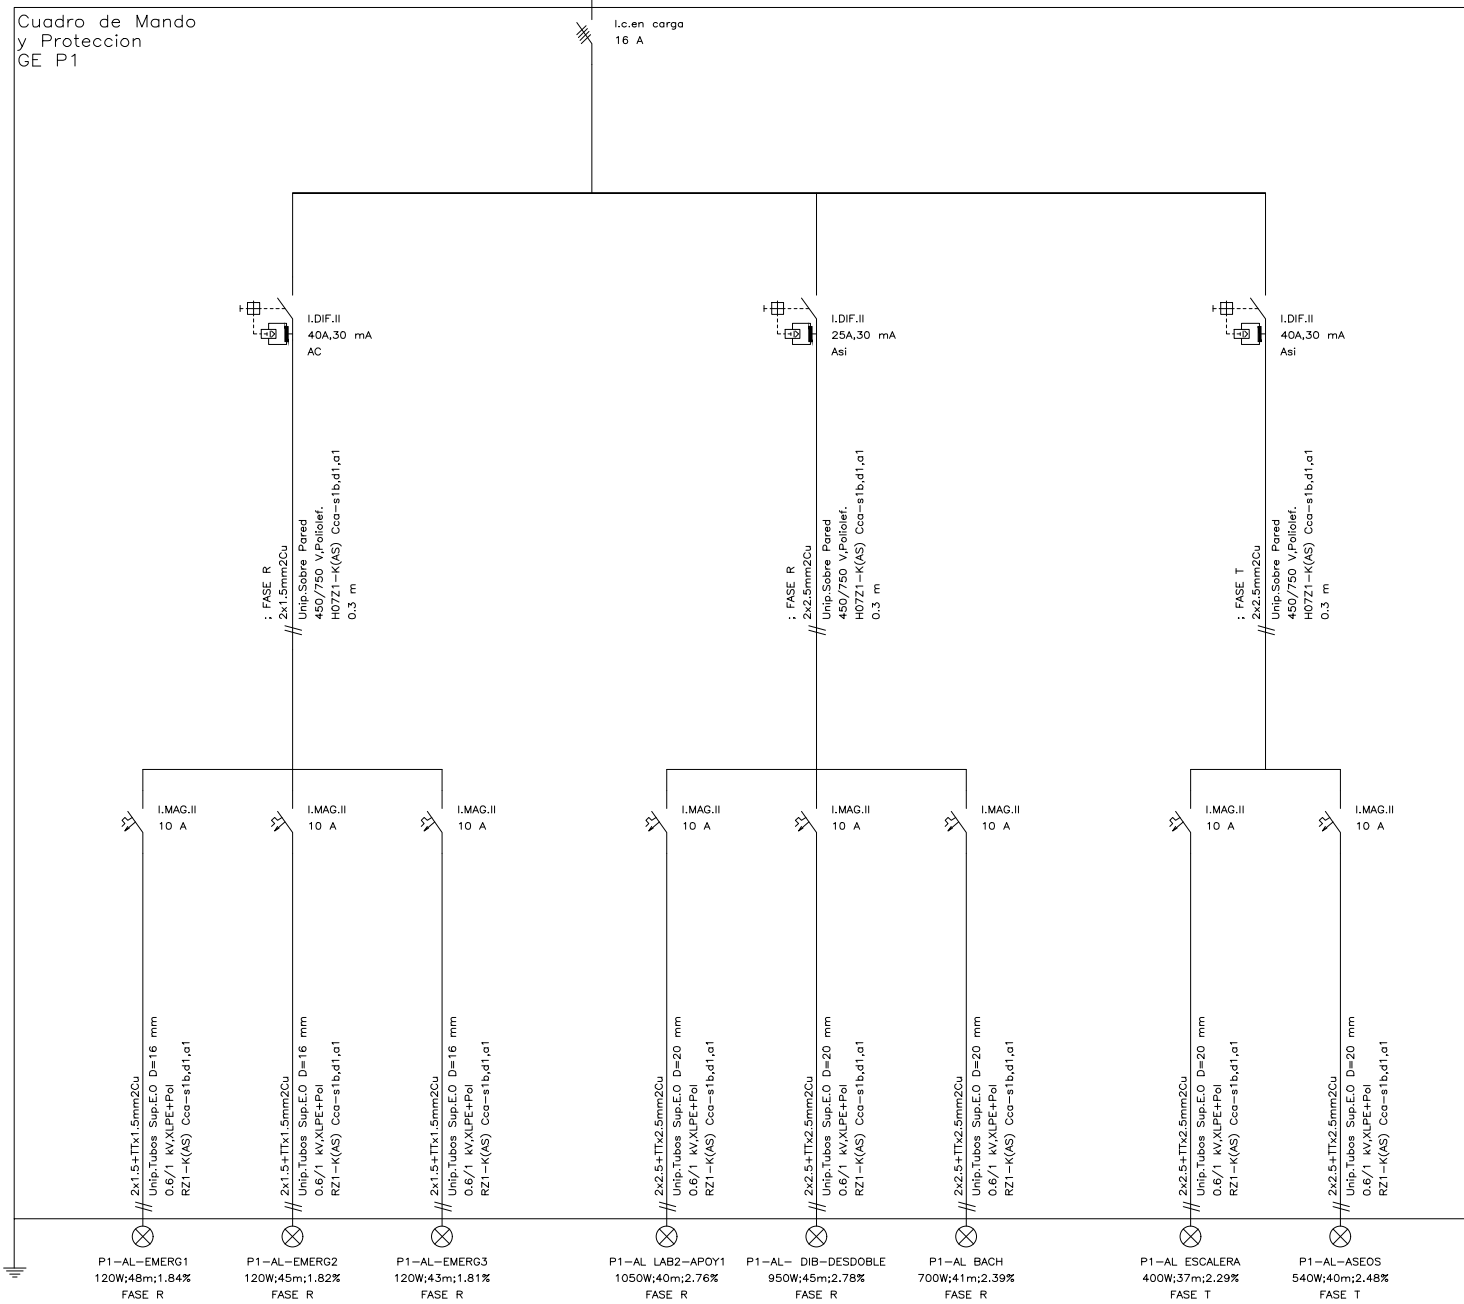 Cuadro de Mando
y Proteccion
GE P1
I.c.en carga
16 A
I.DIF.II
40A,30 mA
AC
I.DIF.II
25A,30 mA
Asi
I.DIF.II
40A,30 mA
Asi
; FASE R
2x1.5mm2Cu
Unip.Sobre Pared
450/750 V,Poliolef.
H07Z1-K(AS) Cca-s1b,d1,a1
0.3 m
; FASE R
2x2.5mm2Cu
Unip.Sobre Pared
450/750 V,Poliolef.
H07Z1-K(AS) Cca-s1b,d1,a1
0.3 m
; FASE T
2x2.5mm2Cu
Unip.Sobre Pared
450/750 V,Poliolef.
H07Z1-K(AS) Cca-s1b,d1,a1
0.3 m
I.MAG.II
10 A
I.MAG.II
10 A
I.MAG.II
10 A
I.MAG.II
10 A
I.MAG.II
10 A
I.MAG.II
10 A
I.MAG.II
10 A
I.MAG.II
10 A
2x1.5+TTx1.5mm2Cu
Unip.Tubos Sup.E.O D=16 mm
0.6/1 kV,XLPE+Pol
RZ1-K(AS) Cca-s1b,d1,a1
2x1.5+TTx1.5mm2Cu
Unip.Tubos Sup.E.O D=16 mm
0.6/1 kV,XLPE+Pol
RZ1-K(AS) Cca-s1b,d1,a1
2x1.5+TTx1.5mm2Cu
Unip.Tubos Sup.E.O D=16 mm
0.6/1 kV,XLPE+Pol
RZ1-K(AS) Cca-s1b,d1,a1
2x2.5+TTx2.5mm2Cu
Unip.Tubos Sup.E.O D=20 mm
0.6/1 kV,XLPE+Pol
RZ1-K(AS) Cca-s1b,d1,a1
2x2.5+TTx2.5mm2Cu
Unip.Tubos Sup.E.O D=20 mm
0.6/1 kV,XLPE+Pol
RZ1-K(AS) Cca-s1b,d1,a1
2x2.5+TTx2.5mm2Cu
Unip.Tubos Sup.E.O D=20 mm
0.6/1 kV,XLPE+Pol
RZ1-K(AS) Cca-s1b,d1,a1
2x2.5+TTx2.5mm2Cu
Unip.Tubos Sup.E.O D=20 mm
0.6/1 kV,XLPE+Pol
RZ1-K(AS) Cca-s1b,d1,a1
2x2.5+TTx2.5mm2Cu
Unip.Tubos Sup.E.O D=20 mm
0.6/1 kV,XLPE+Pol
RZ1-K(AS) Cca-s1b,d1,a1
P1-AL-EMERG1
120W;48m;1.84%
FASE R
P1-AL-EMERG2
120W;45m;1.82%
FASE R
P1-AL-EMERG3
120W;43m;1.81%
FASE R
P1-AL LAB2-APOY1
1050W;40m;2.76%
FASE R
P1-AL- DIB-DESDOBLE
950W;45m;2.78%
FASE R
P1-AL BACH
700W;41m;2.39%
FASE R
P1-AL ESCALERA
400W;37m;2.29%
FASE T
P1-AL-ASEOS
540W;40m;2.48%
FASE T